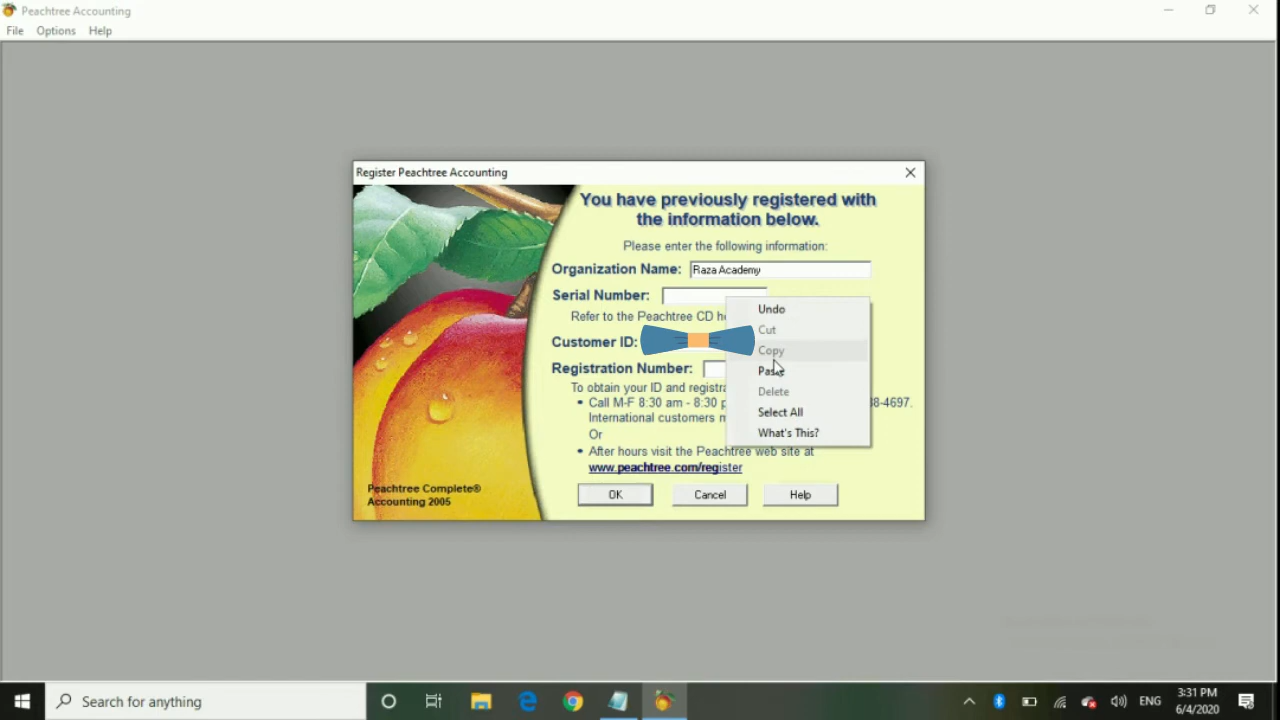 Peachtree Accounting
File Options Help
Register Peachtree Accounting
You have previously registered with
the information below.
Please enter the following information:
Organization Name: Raza Academy
Serial Number:
Refer to the Peachtree CD
Customer ID:
Registration Number:
To obtain your ID and
Call M-F 8:30 am - 8:30
8-4697.
International customers
Or
After hours visit the Peachtree web site at
www.peachtree.com/register
Undo
Cut
Copy
Paste
Delete
Select All
What's This?
Peachtree Complete®
Accounting 2005
OK Cancel Help
Search for anything
ENG
3:31 PM
6/4/2020